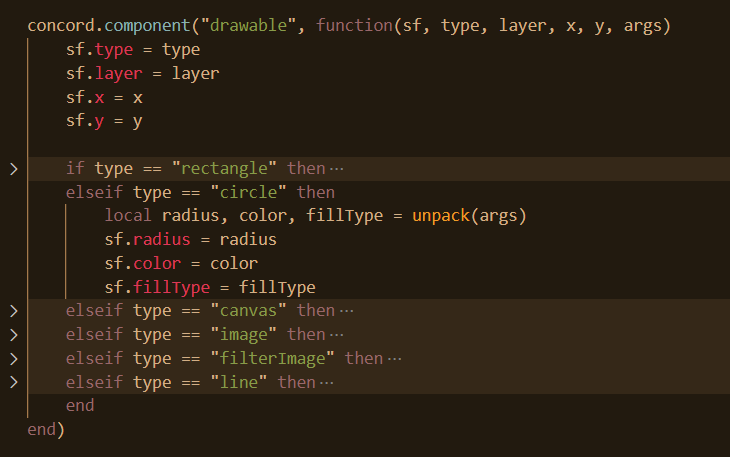 concord.component("drawable", function(sf, type, layer, x, y, args)
    sf.type = type
    sf.layer = layer
    sf.x = x
    sf.y = y

    if type == "rectangle" then···
    elseif type == "circle" then
        local radius, color, fillType = unpack(args)
        sf.radius = radius
        sf.color = color
        sf.fillType = fillType
    elseif type == "canvas" then···
    elseif type == "image" then···
    elseif type == "filterImage" then···
    elseif type == "line" then···
    end
end)